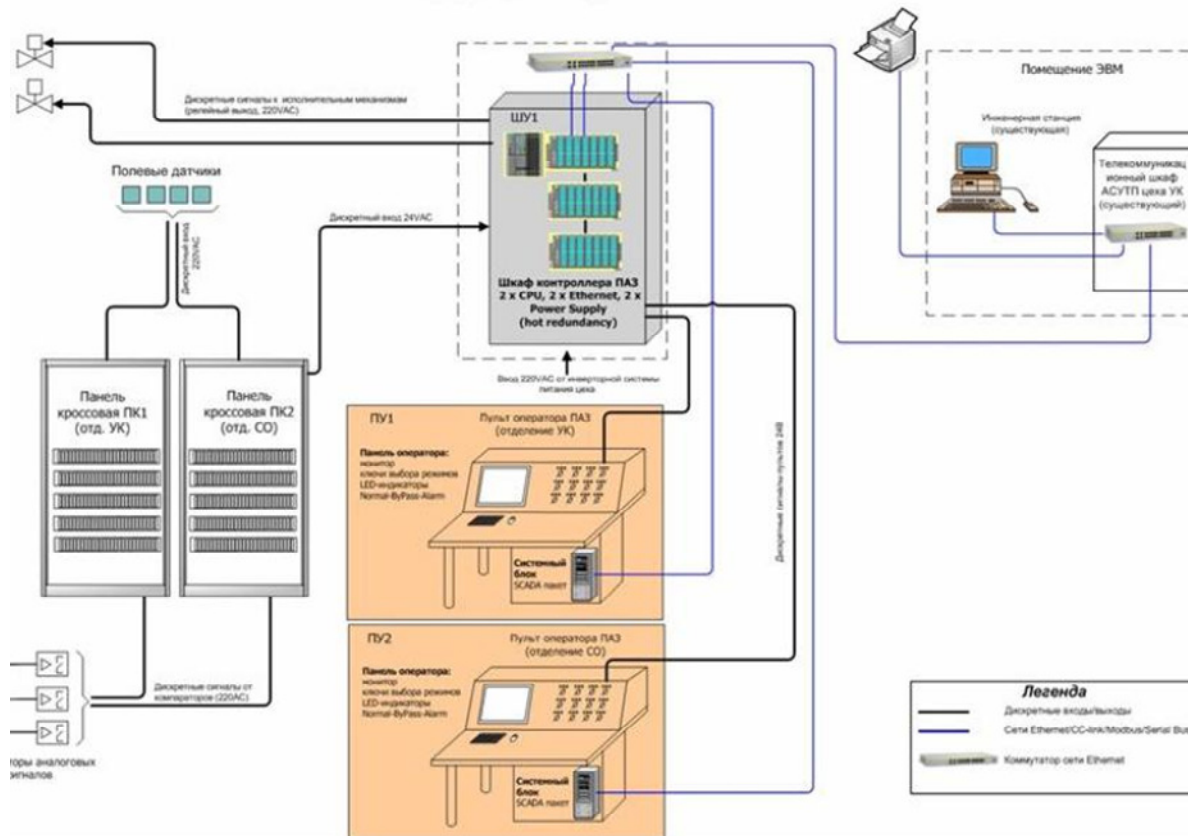 Дискретные сигналы к исполнительным механизмам
(релейный выход, 220VAC)
Полевые датчики
Дискретный вход
220VAC
Дискретный вход 24VAC
ШУ1
Шкаф контроллера ПАЗ
2 x CPU, 2 x Ethernet, 2 x
Power Supply
(hot redundancy)
Ввод 220VAC от инверторной системы
питания цеха
Помещение ЭВМ
Инженерная станция
(существующая)
Телекоммуникац
ионный шкаф
АСУТП цеха УК
(существующий)
Панель
кроссовая ПК1
(отд. УК)
Панель
кроссовая ПК2
(отд. СО)
ПУ1
Пульт оператора ПАЗ
(отделение УК)
Панель оператора:
монитор
ключи выбора режимов
LED-индикаторы
Normal-ByPass-Alarm
Системный
блок
SCADA пакет
Дискретные сигналы пультов 24В
ПУ2
Пульт оператора ПАЗ
(отделение СО)
Панель оператора:
монитор
ключи выбора режимов
LED-индикаторы
Normal-ByPass-Alarm
Системный
блок
SCADA пакет
Дискретные сигналы от
компараторов (220AC)
торы аналоговых
сигналов
Легенда
Дискретные входы/выходы
Сети Ethernet/CC-link/Modbus/Serial Bus
Коммутатор сети Ethernet